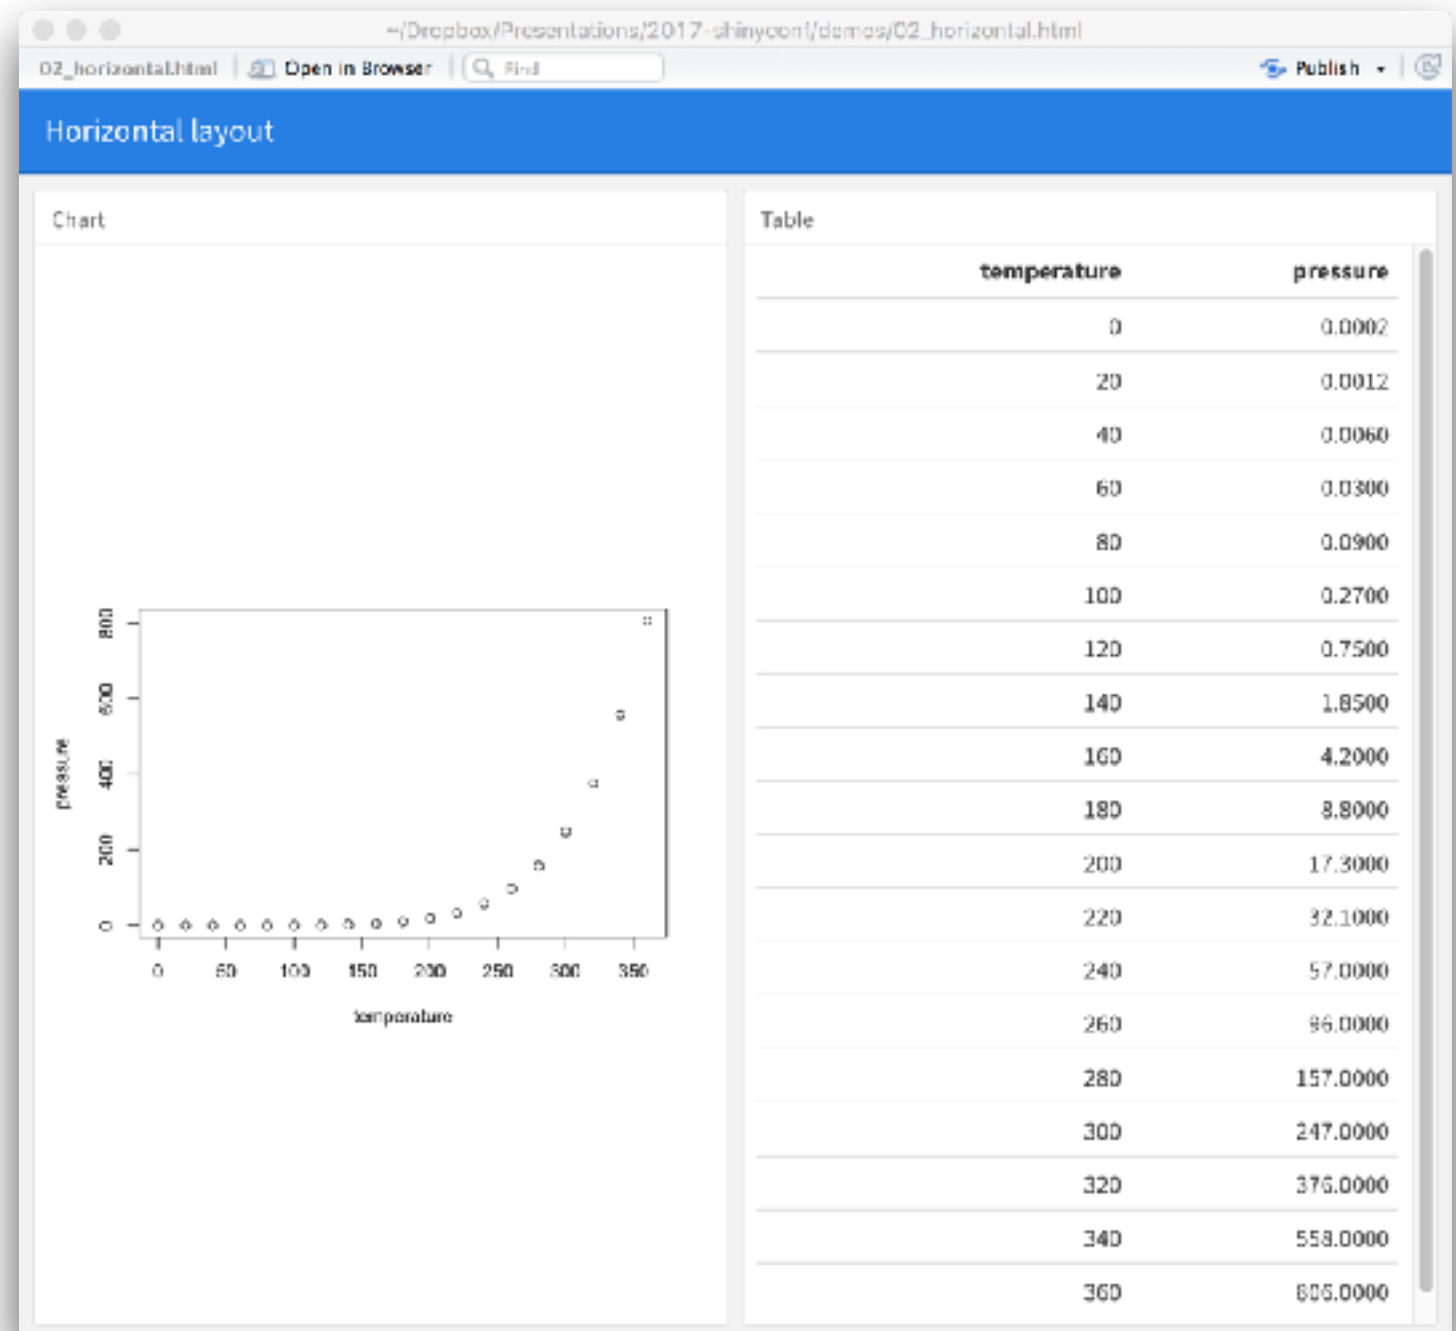 ~/Dropbox/Presentations/2017-shinyconf/demos/02_horizontal.html
02_horizontal.html Open in Browser Find Publish
Horizontal layout
Chart
800
600
400
200
0
pressure
0 50 100 150 200 250 300 350
temperature
Table
temperature pressure
0 0.0002
20 0.0012
40 0.0060
60 0.0300
80 0.0900
100 0.2700
120 0.7500
140 1.8500
160 4.2000
180 8.8000
200 17.3000
220 32.1000
240 57.0000
260 96.0000
280 157.0000
300 247.0000
320 376.0000
340 558.0000
360 806.0000